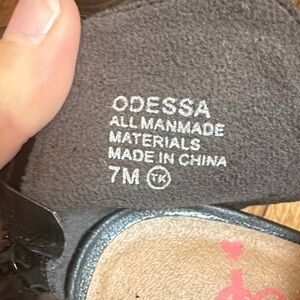 ODESSA
ALL MANMADE
MATERIALS
MADE IN CHINA
7M TK